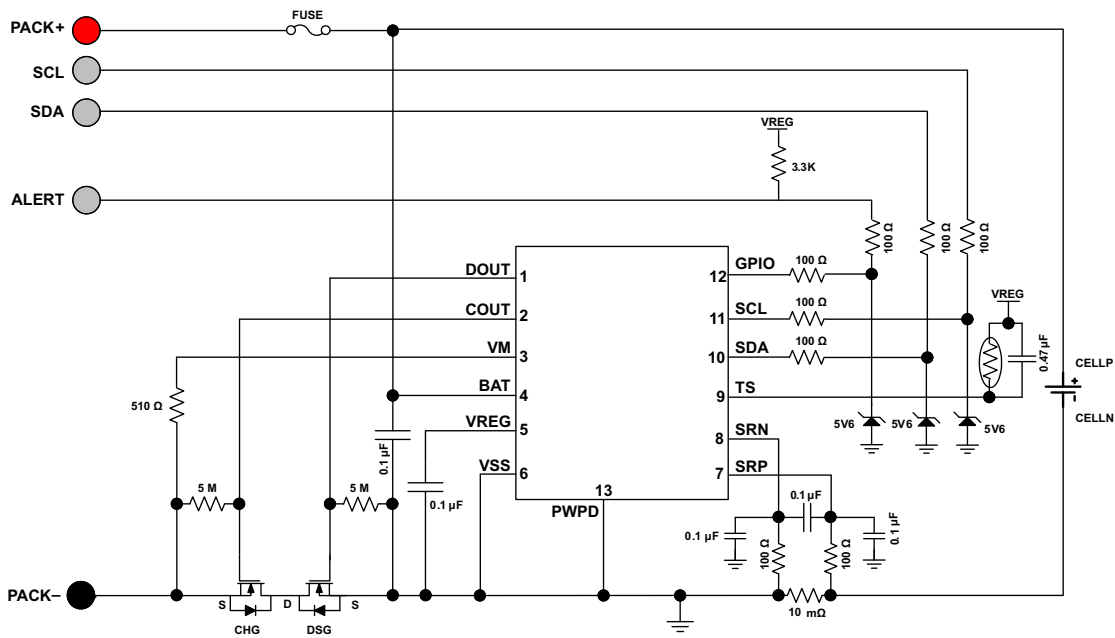 FUSE
PACK+
SCL
SDA
VREG
3.3K
ALERT
100 Ω
100 Ω
100 Ω
DOUT
1
12
GPIO
100 Ω
VREG
COUT
2
11
SCL
100 Ω
VM
3
10
SDA
100 Ω
0.47 µF
CELLP
+
-
CELLN
BAT
4
9
TS
510 Ω
5V6
5V6
5V6
VREG
5
8
SRN
0.1 µF
VSS
6
7
SRP
5 M
5 M
0.1 µF
13
PWPD
0.1 µF
0.1 µF
0.1 µF
100 Ω
100 Ω
PACK–
S
D
S
10 mΩ
CHG
DSG